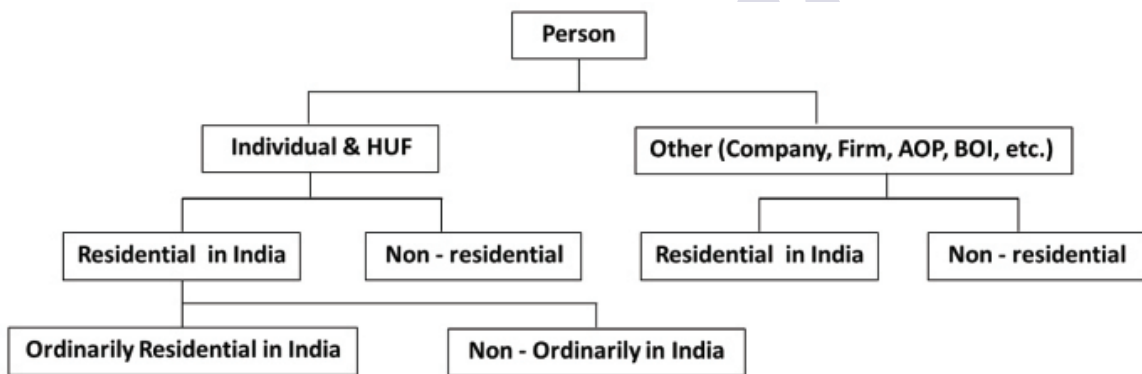 Person
Individual & HUF
Other (Company, Firm, AOP, BOI, etc.)
Residential in India
Non - residential
Residential in India
Non - residential
Ordinarily Residential in India
Non - Ordinarily in India